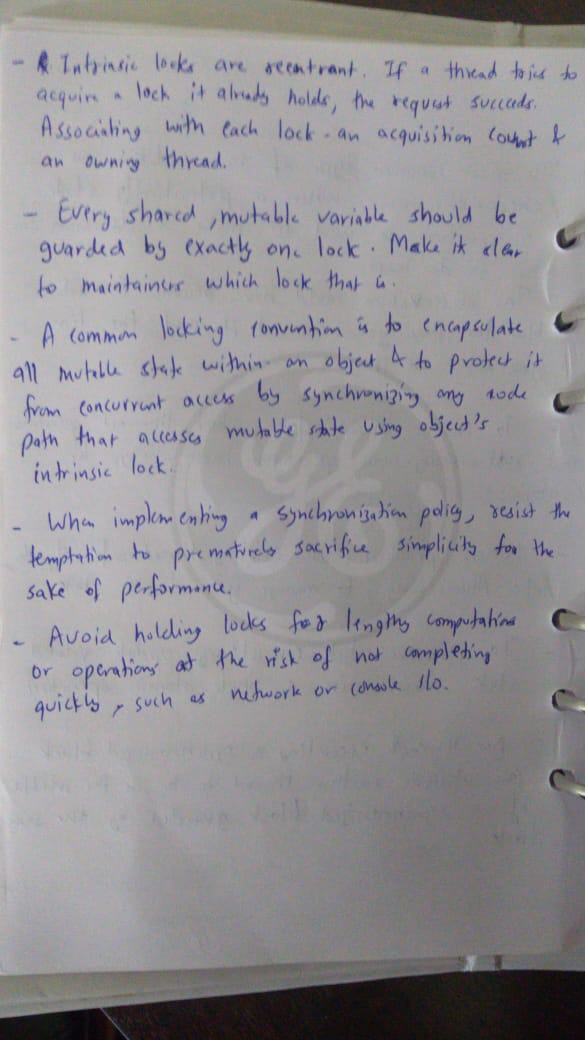 - Intrinsic locks are reentrant. If a thread tries to
acquire a lock it already holds, the request succeeds.
Associating with each lock - an acquisition count &
an owning thread.
- Every shared, mutable variable should be
guarded by exactly one lock. Make it clear
to maintainers which lock that is.
- A common locking convention is to encapsulate
all mutable state within an object & to protect it
from concurrent access by synchronizing any code
path that accesses mutable state using object's
intrinsic lock.
- When implementing a synchronization policy, resist the
temptation to prematurely sacrifice simplicity for the
sake of performance.
- Avoid holding locks for lengthy computations
or operations at the risk of not completing
quickly, such as network or console I/O.